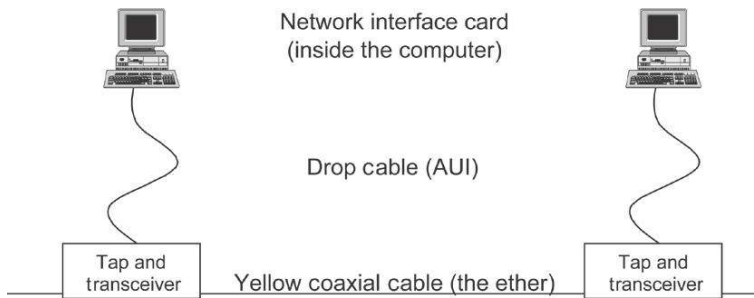 Network interface card
(inside the computer)
Drop cable (AUI)
Tap and
transceiver
Yellow coaxial cable (the ether)
Tap and
transceiver